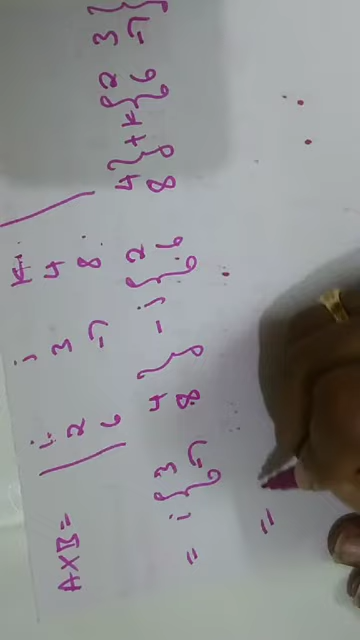 A×B = | i j k
2 3 4
6 7 8 |
= i { 3 4 } - j { 2 4 } + k { 2 3 }
{ 7 8 } { 6 8 } { 6 7 }
=